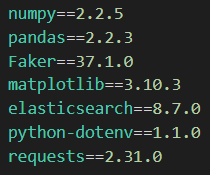 numpy==2.2.5
pandas==2.2.3
Faker==37.1.0
matplotlib==3.10.3
elasticsearch==8.7.0
python-dotenv==1.1.0
requests==2.31.0